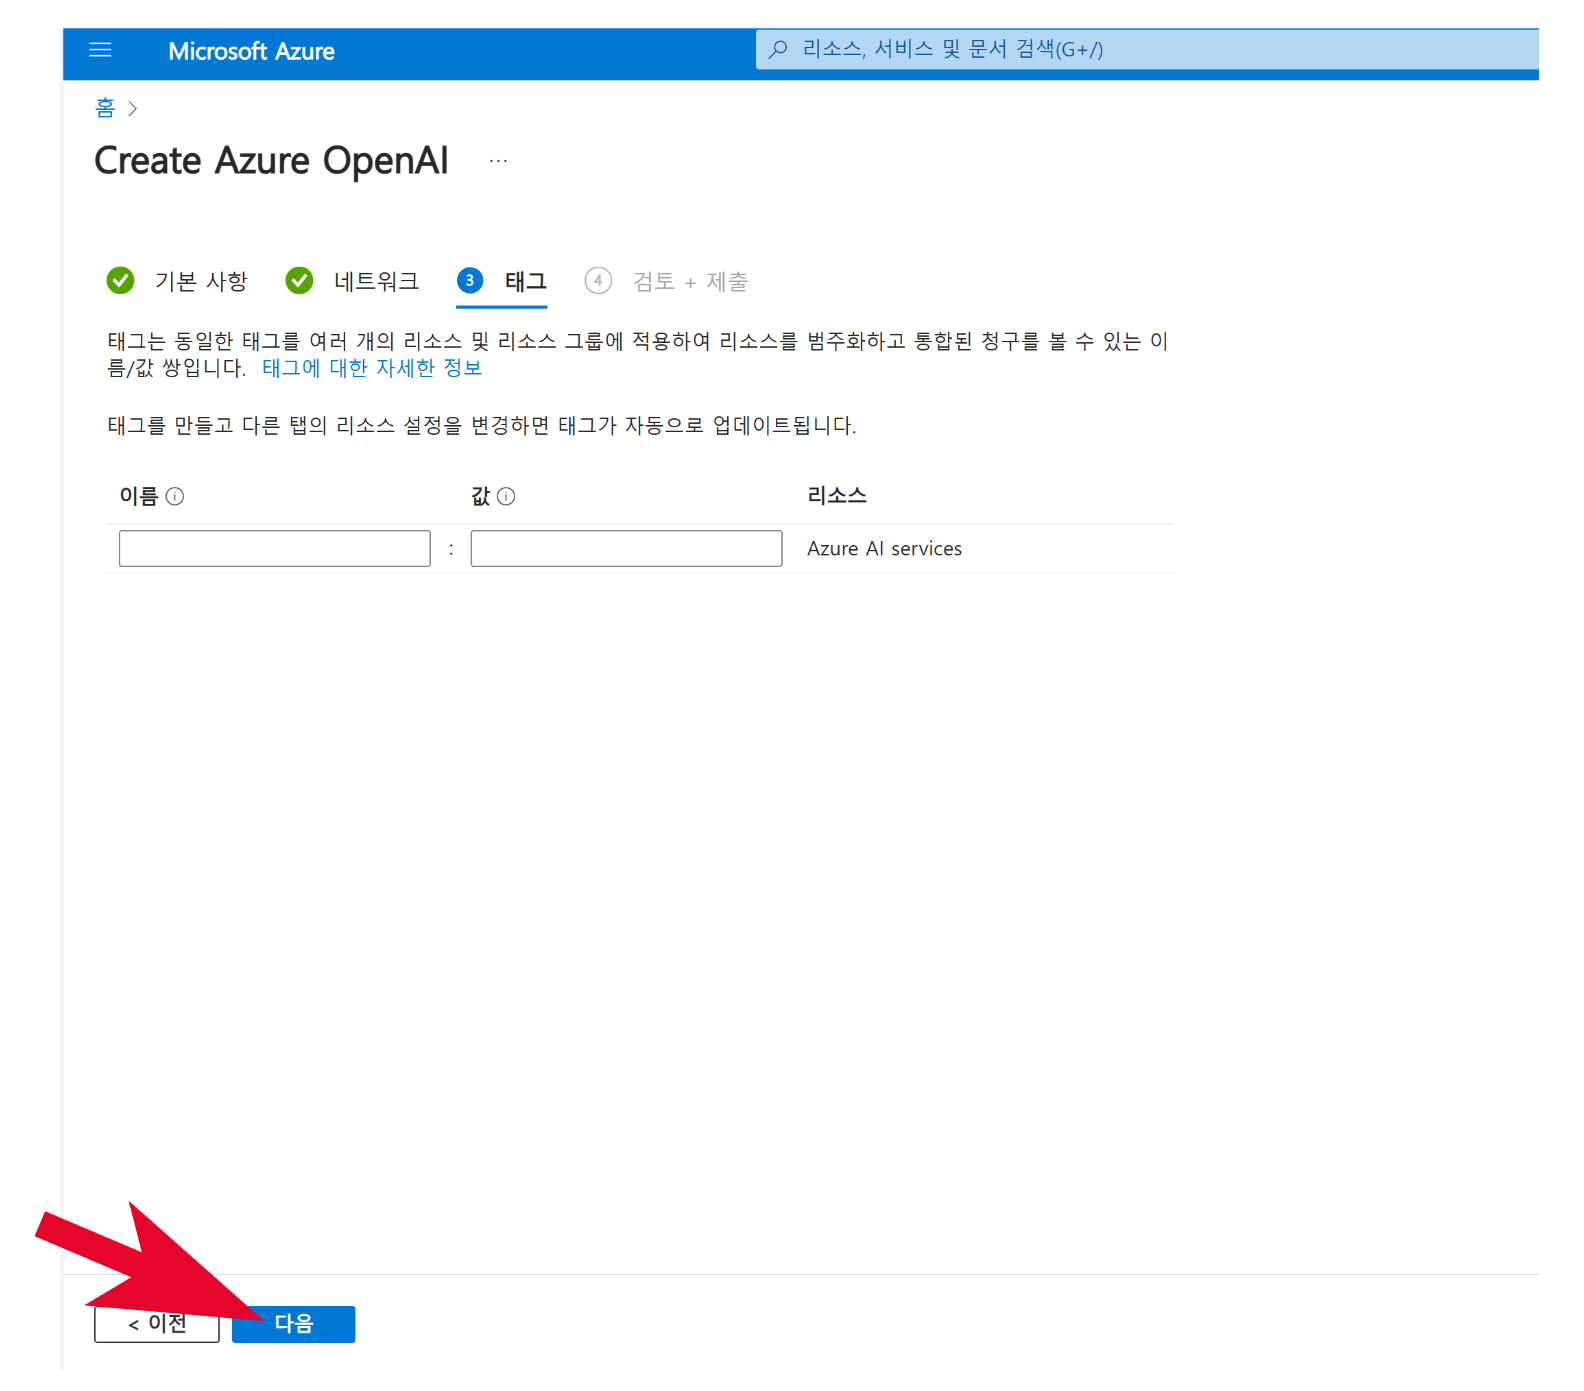 Microsoft Azure
리소스, 서비스 및 문서 검색(G+/)
홈 >
Create Azure OpenAI ...
기본 사항 네트워크 3 태그 4 검토 + 제출
태그는 동일한 태그를 여러 개의 리소스 및 리소스 그룹에 적용하여 리소스를 범주화하고 통합된 청구를 볼 수 있는 이
름/값 쌍입니다. 태그에 대한 자세한 정보
태그를 만들고 다른 탭의 리소스 설정을 변경하면 태그가 자동으로 업데이트됩니다.
이름 값 리소스
: Azure AI services
< 이전 다음